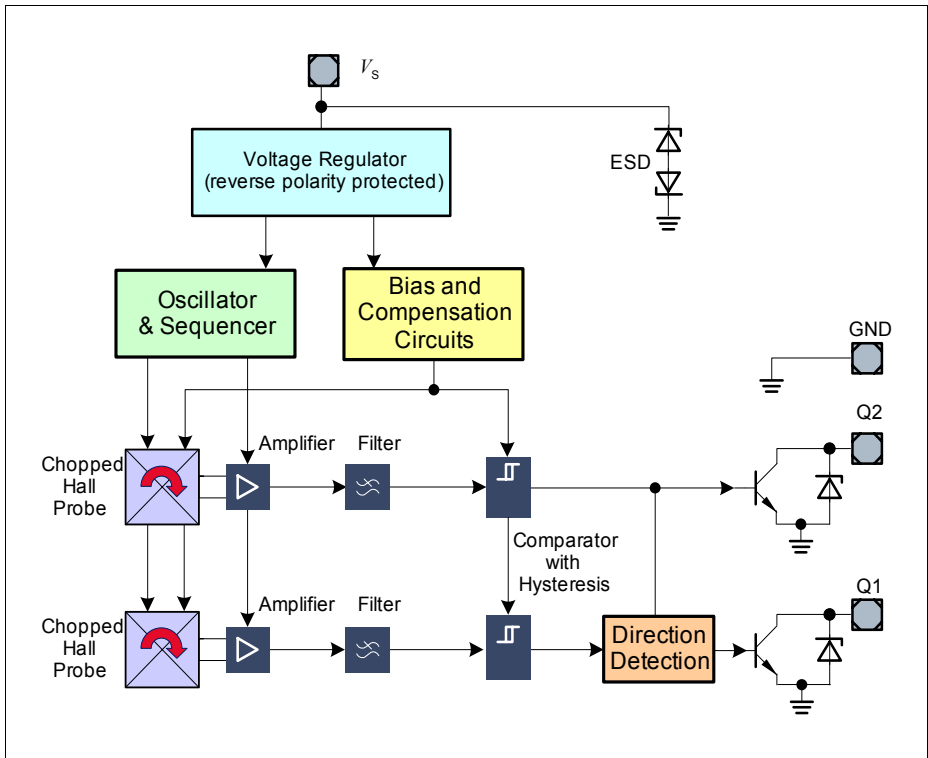 VS
Voltage Regulator
(reverse polarity protected)
ESD
Oscillator
& Sequencer
Bias and
Compensation
Circuits
GND
Q2
Amplifier
Filter
Chopped
Hall
Probe
Comparator
with
Hysteresis
Q1
Amplifier
Filter
Chopped
Hall
Probe
Direction
Detection